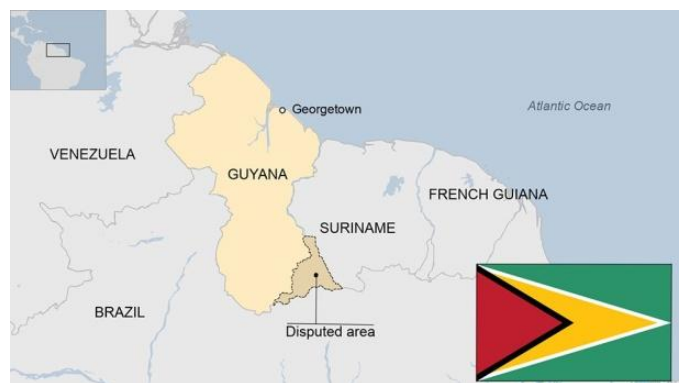 Georgetown
Atlantic Ocean
VENEZUELA
GUYANA
FRENCH GUIANA
SURINAME
BRAZIL
Disputed area